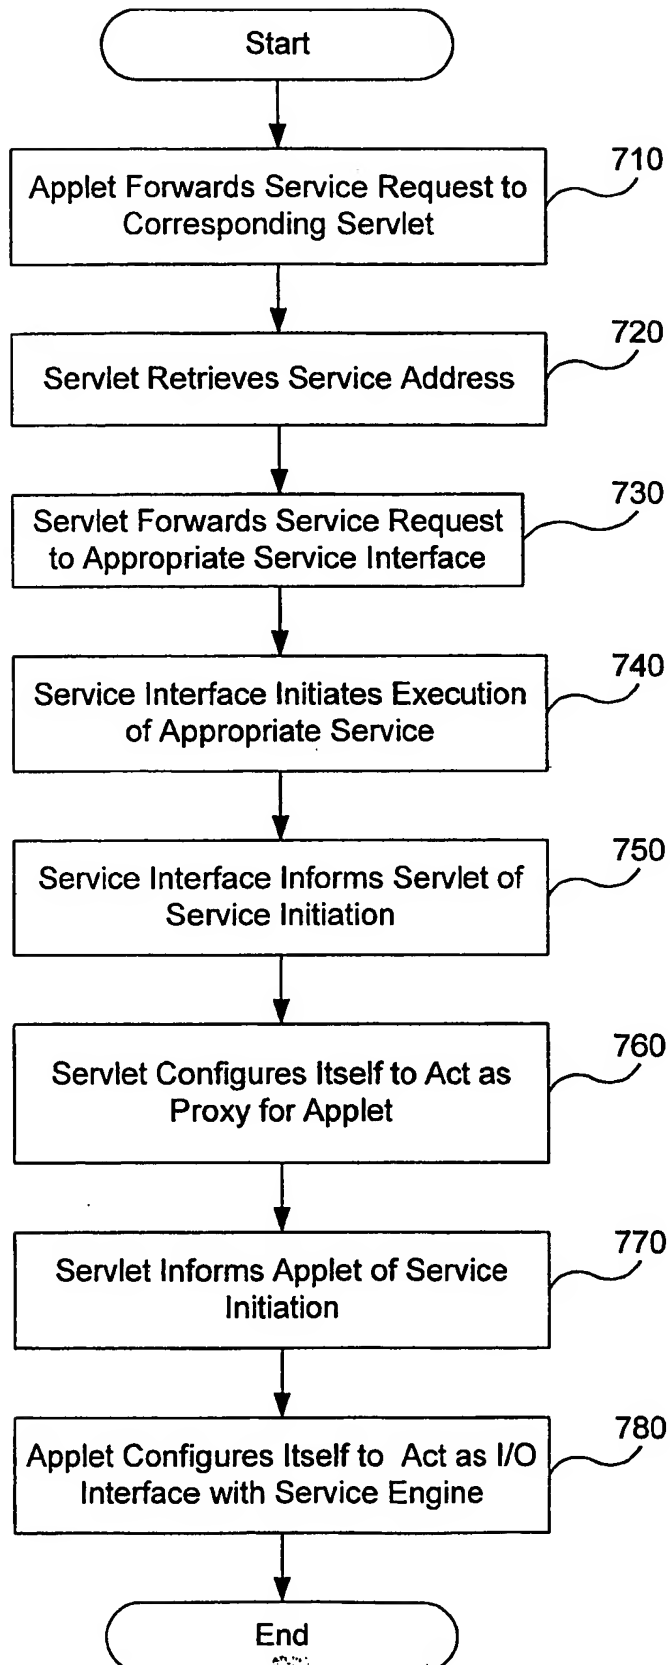 Start
710
Applet Forwards Service Request to
Corresponding Servlet
720
Servlet Retrieves Service Address
730
Servlet Forwards Service Request
to Appropriate Service Interface
740
Service Interface Initiates Execution
of Appropriate Service
750
Service Interface Informs Servlet of
Service Initiation
760
Servlet Configures Itself to Act as
Proxy for Applet
770
Servlet Informs Applet of Service
Initiation
780
Applet Configures Itself to Act as I/O
Interface with Service Engine
End